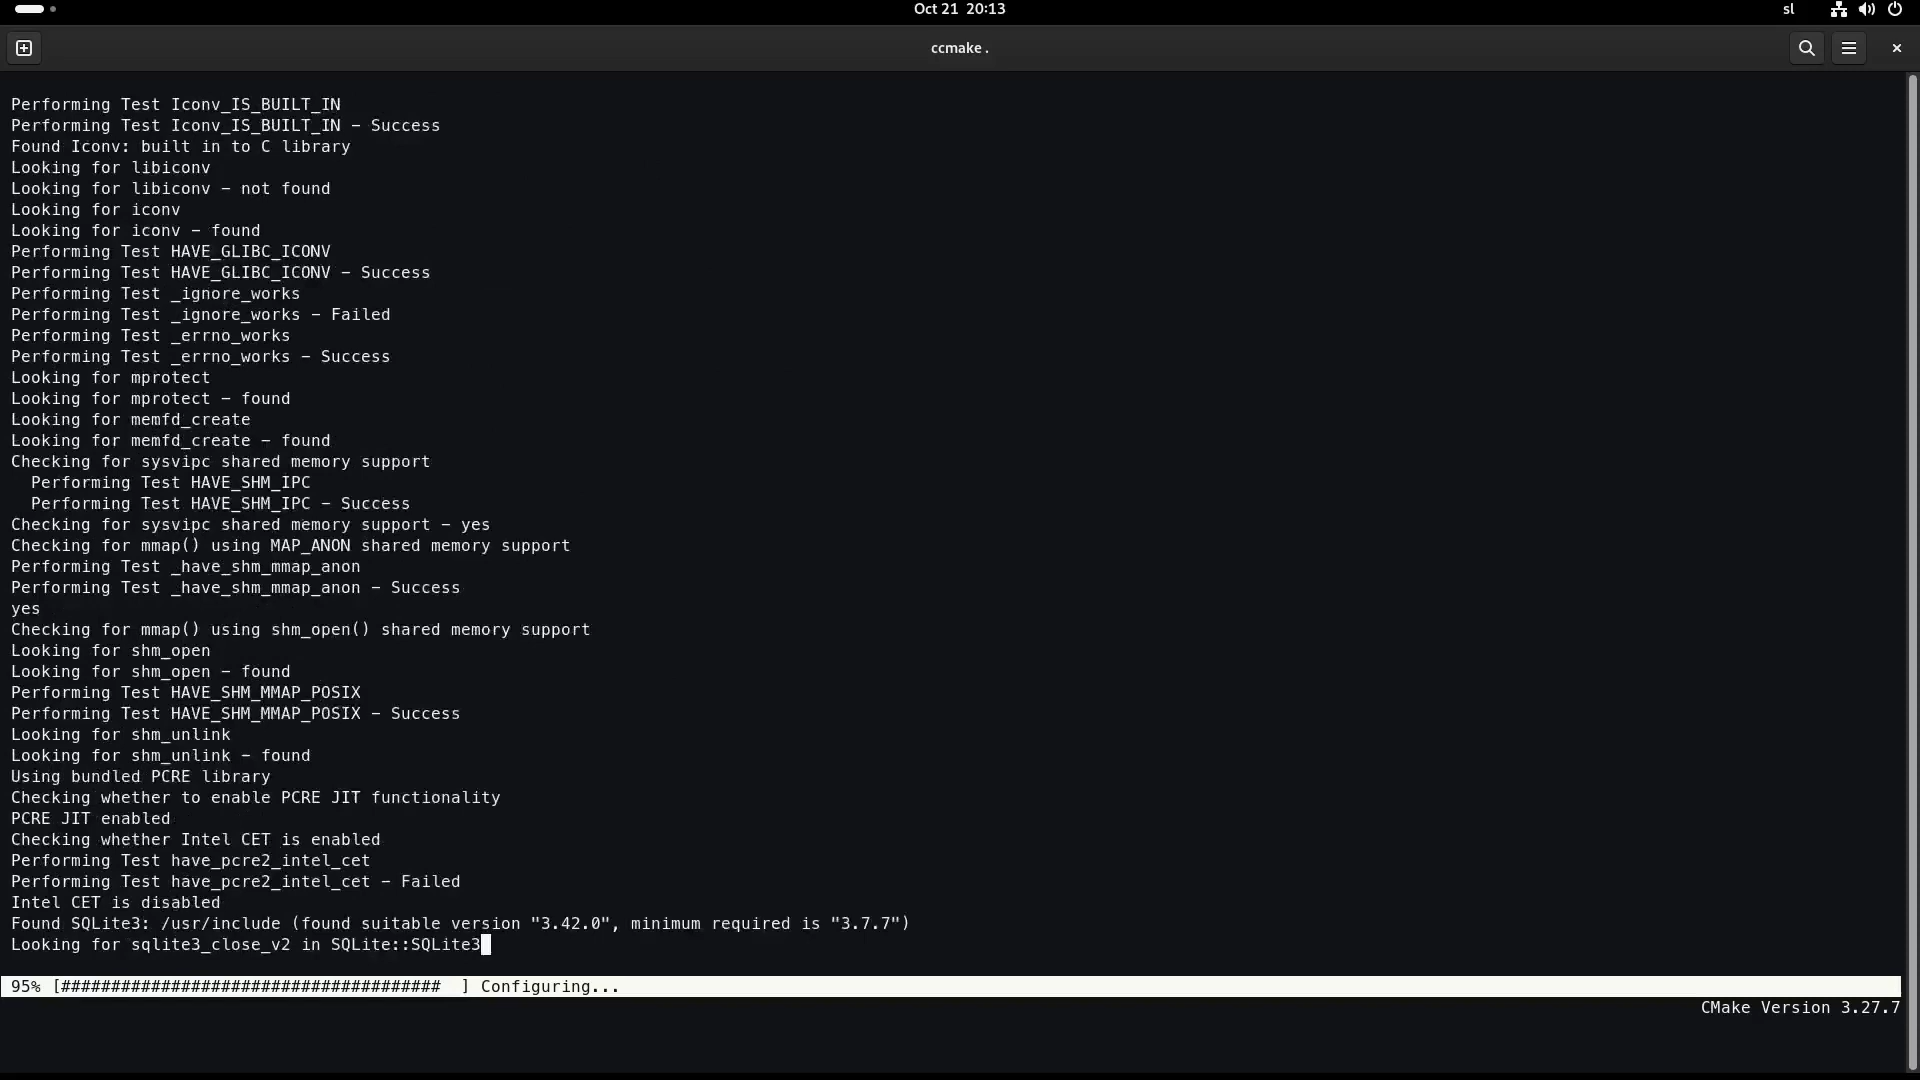 Oct 21 20:13
sl
ccmake .
Performing Test Iconv_IS_BUILT_IN
Performing Test Iconv_IS_BUILT_IN - Success
Found Iconv: built in to C library
Looking for libiconv
Looking for libiconv - not found
Looking for iconv
Looking for iconv - found
Performing Test HAVE_GLIBC_ICONV
Performing Test HAVE_GLIBC_ICONV - Success
Performing Test _ignore_works
Performing Test _ignore_works - Failed
Performing Test _errno_works
Performing Test _errno_works - Success
Looking for mprotect
Looking for mprotect - found
Looking for memfd_create
Looking for memfd_create - found
Checking for sysvipc shared memory support
  Performing Test HAVE_SHM_IPC
  Performing Test HAVE_SHM_IPC - Success
Checking for sysvipc shared memory support - yes
Checking for mmap() using MAP_ANON shared memory support
Performing Test _have_shm_mmap_anon
Performing Test _have_shm_mmap_anon - Success
yes
Checking for mmap() using shm_open() shared memory support
Looking for shm_open
Looking for shm_open - found
Performing Test HAVE_SHM_MMAP_POSIX
Performing Test HAVE_SHM_MMAP_POSIX - Success
Looking for shm_unlink
Looking for shm_unlink - found
Using bundled PCRE library
Checking whether to enable PCRE JIT functionality
PCRE JIT enabled
Checking whether Intel CET is enabled
Performing Test have_pcre2_intel_cet
Performing Test have_pcre2_intel_cet - Failed
Intel CET is disabled
Found SQLite3: /usr/include (found suitable version "3.42.0", minimum required is "3.7.7")
Looking for sqlite3_close_v2 in SQLite::SQLite3
95% [######################################  ] Configuring...
CMake Version 3.27.7